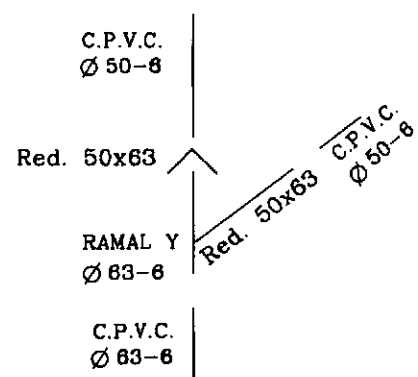 C.P.V.C.
Ø 50-6
Red. 50x63
C.P.V.C.
Ø 50-6
Red. 50x63
RAMAL Y
Ø 63-6
C.P.V.C.
Ø 63-6